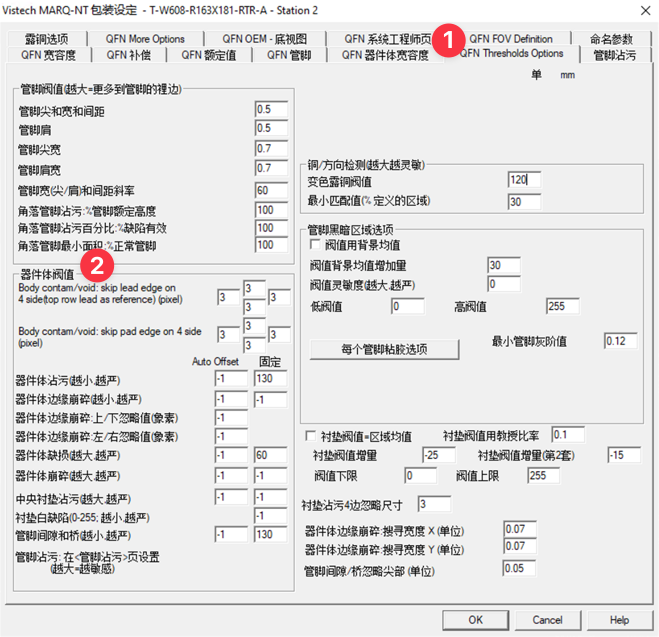 Vistech MARQ-NT 包装设定 - T-W608-R163X181-RTR-A - Station 2
露铜选项
QFN More Options
QFN OEM - 底视图
QFN 系统工程师页
QFN FOV Definition
命名参数
QFN 宽容度
QFN 补偿
QFN 额定值
QFN 管脚
QFN 器件体宽容度
QFN Thresholds Options
管脚沾污
1
单 mm
管脚阀值(越大=更多到管脚的裡边)
管脚尖和宽和间距 0.5
管脚肩 0.5
管脚尖宽 0.7
管脚肩宽 0.7
管脚宽(尖/肩)和间距斜率 60
角落管脚沾污:%管脚额定高度 100
角落管脚沾污百分比:%缺陷有效 100
角落管脚最小面积:%正常管脚 100
2
器件体阀值
Body contam/void: skip lead edge on
4 side(top row lead as reference) (pixel)
3 3 3 3
Body contam/void: skip pad edge on 4 side
(pixel)
3 3 3 3
Auto Offset 固定
器件体沾污(越小.越严) -1 130
器件体边缘崩碎(越小.越严) -1 -1
器件体边缘崩碎:上/下忽略值(象素) -1
器件体边缘崩碎:左/右忽略值(象素) -1
器件体缺损(越大.越严) -1 60
器件体崩碎(越大.越严) -1 -1
中央衬垫沾污(越大.越严) -1 -1
衬垫白缺陷(0-255; 越小.越严) -1
管脚间隙和桥(越小.越严) -1 130
管脚沾污: 在<管脚沾污>页设置
(越大=越敏感)
铜/方向检测(越大越灵敏)
变色露铜阀值 120
最小匹配值(% 定义的区域) 30
管脚黑暗区域选项
阀值用背景均值
阀值背景均值增加量 30
阀值灵敏度(越大.越严) 0
低阀值 0 高阀值 255
每个管脚粘胶选项
最小管脚灰阶值 0.12
衬垫阀值=区域均值 衬垫阀值用教授比率 0.1
衬垫阀值增量 -25 衬垫阀值增量(第2套) -15
阀值下限 0 阀值上限 255
衬垫沾污4边忽略尺寸 3
器件体边缘崩碎:搜寻宽度 X (单位) 0.07
器件体边缘崩碎:搜寻宽度 Y (单位) 0.07
管脚间隙/桥忽略尖部 (单位) 0.05
OK
Cancel
Help